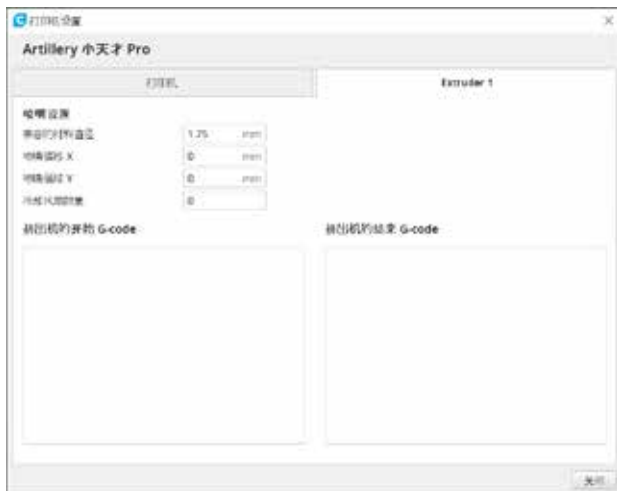 打印机设置
Artillery 小天才 Pro
打印机
Extruder 1
喷嘴设置
兼容的材料直径 1.75 mm
喷嘴偏移 X 0 mm
喷嘴偏移 Y 0 mm
冷却风扇数量 0
挤出机的开始 G-code
挤出机的结束 G-code
关闭